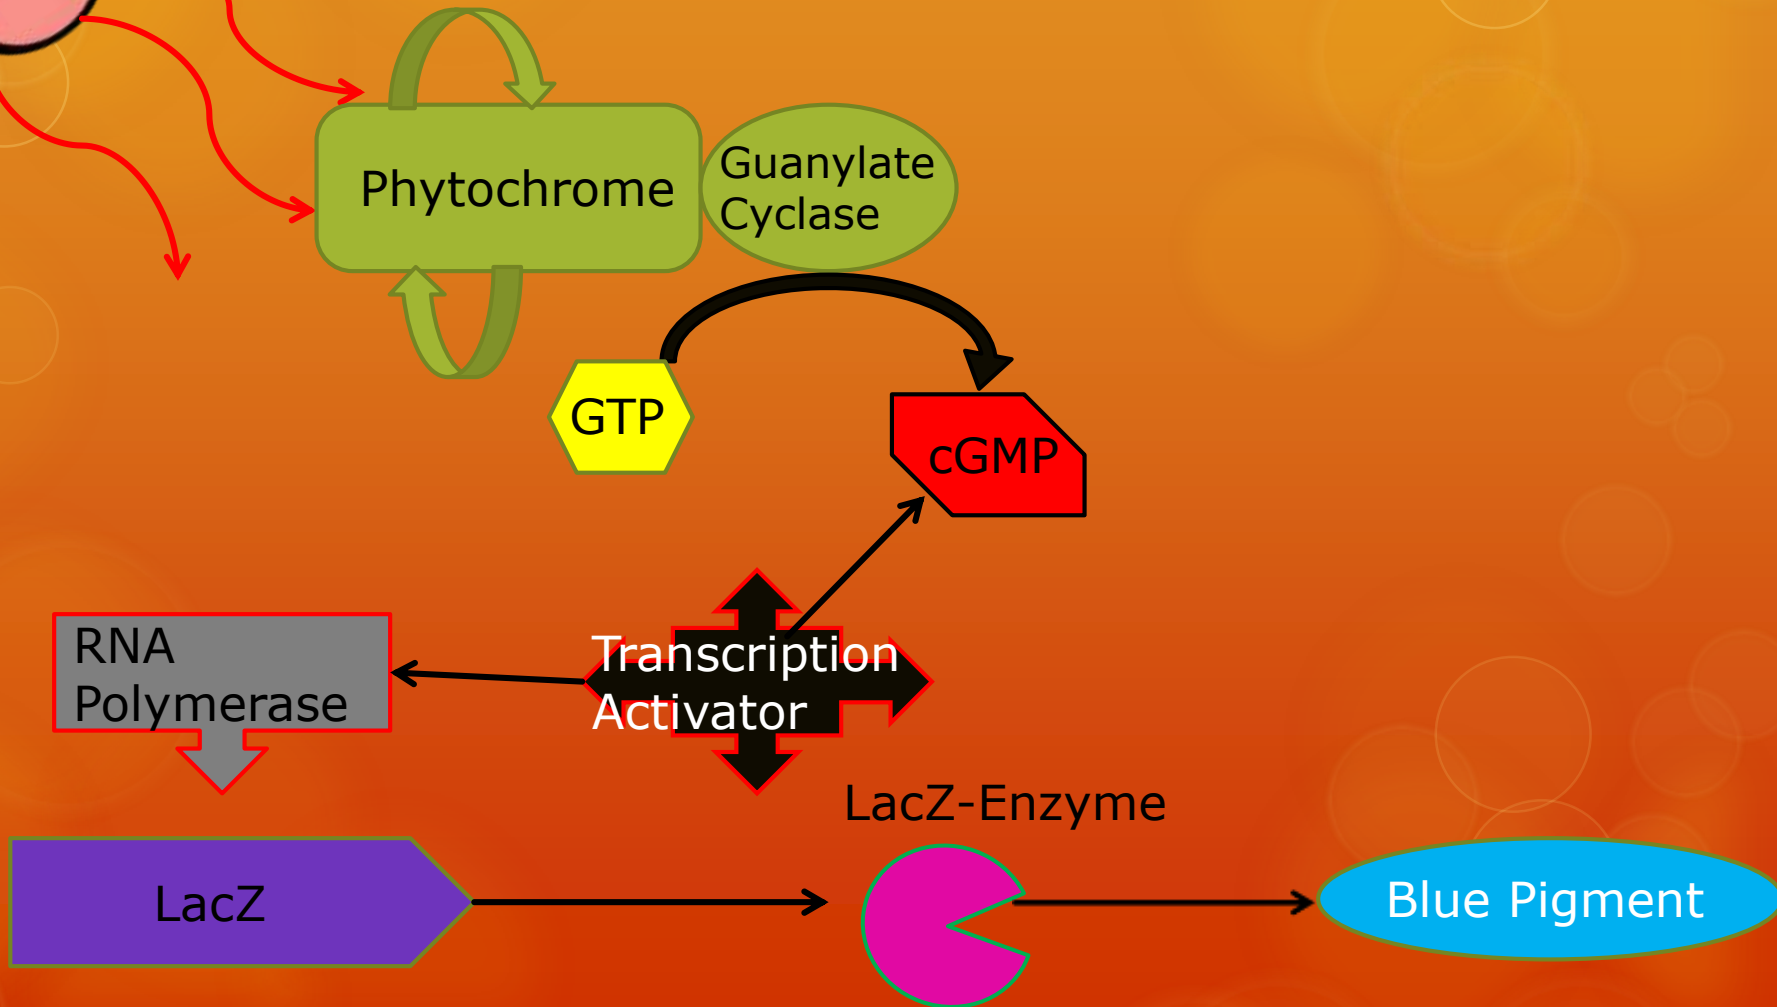 Phytochrome
Guanylate
Cyclase
GTP
cGMP
RNA
Polymerase
Transcription
Activator
LacZ-Enzyme
LacZ
Blue Pigment